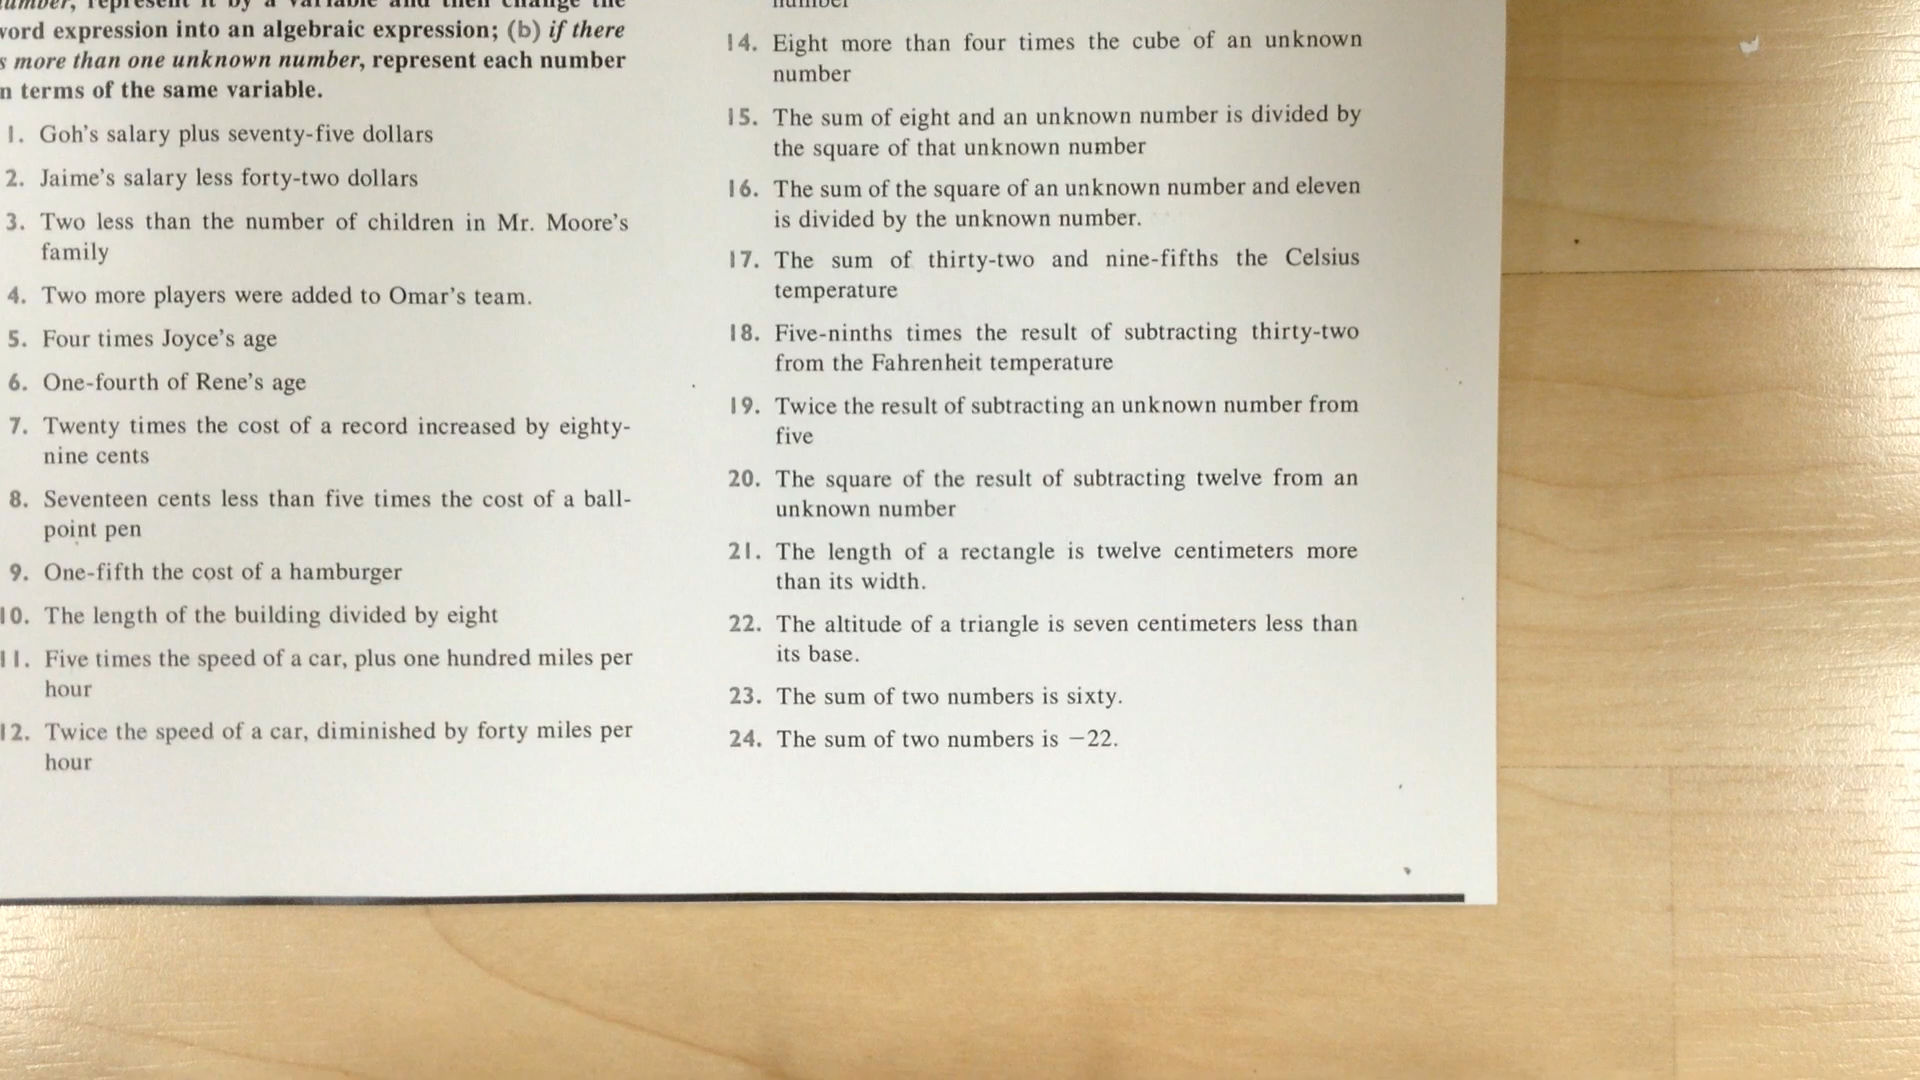 number, represent it by a variable and then change the
word expression into an algebraic expression; (b) if there
s more than one unknown number, represent each number
n terms of the same variable.
1. Goh's salary plus seventy-five dollars
2. Jaime's salary less forty-two dollars
3. Two less than the number of children in Mr. Moore's
family
4. Two more players were added to Omar's team.
5. Four times Joyce's age
6. One-fourth of Rene's age
7. Twenty times the cost of a record increased by eighty-
nine cents
8. Seventeen cents less than five times the cost of a ball-
point pen
9. One-fifth the cost of a hamburger
10. The length of the building divided by eight
11. Five times the speed of a car, plus one hundred miles per
hour
12. Twice the speed of a car, diminished by forty miles per
hour
number
14. Eight more than four times the cube of an unknown
number
15. The sum of eight and an unknown number is divided by
the square of that unknown number
16. The sum of the square of an unknown number and eleven
is divided by the unknown number.
17. The sum of thirty-two and nine-fifths the Celsius
temperature
18. Five-ninths times the result of subtracting thirty-two
from the Fahrenheit temperature
19. Twice the result of subtracting an unknown number from
five
20. The square of the result of subtracting twelve from an
unknown number
21. The length of a rectangle is twelve centimeters more
than its width.
22. The altitude of a triangle is seven centimeters less than
its base.
23. The sum of two numbers is sixty.
24. The sum of two numbers is −22.